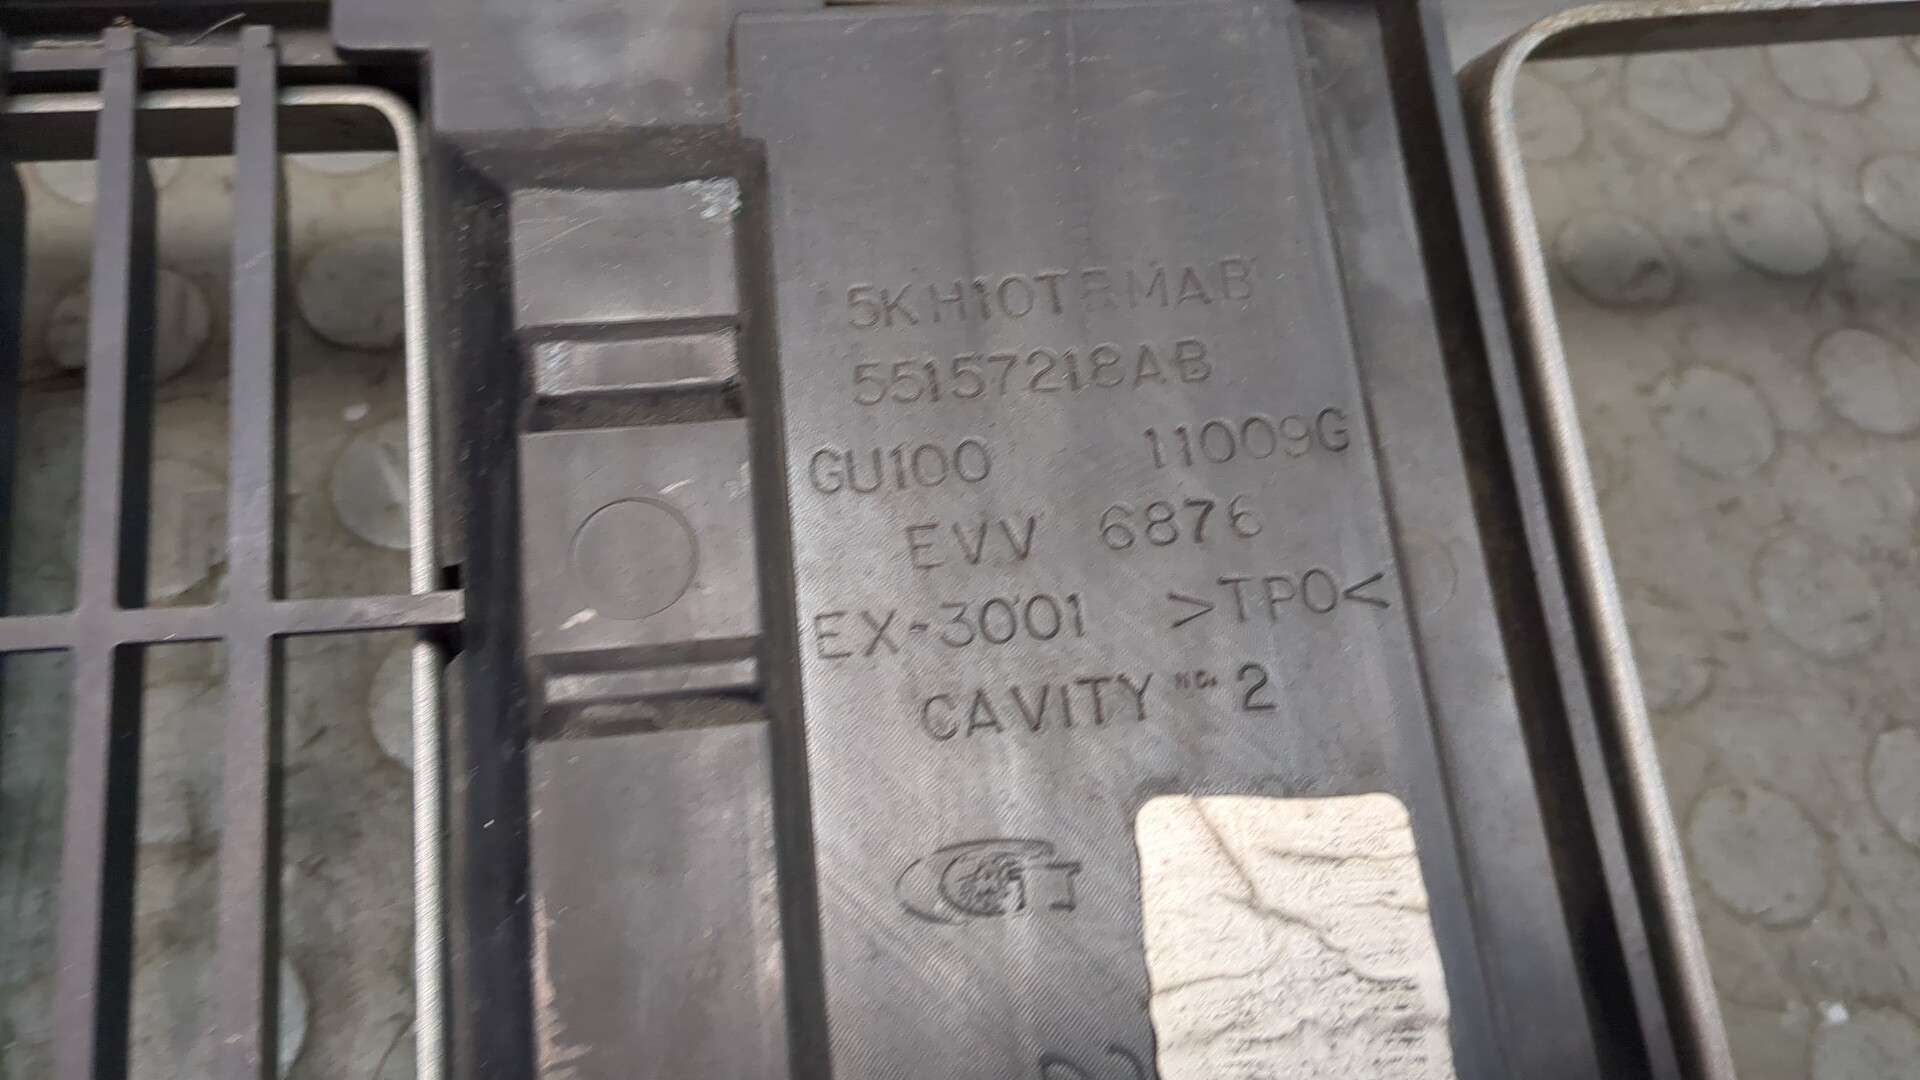 5KH10TRMAB
55157218AB
GU100 11009G
EVV 6876
EX-3001 >TPO<
CAVITY NO. 2